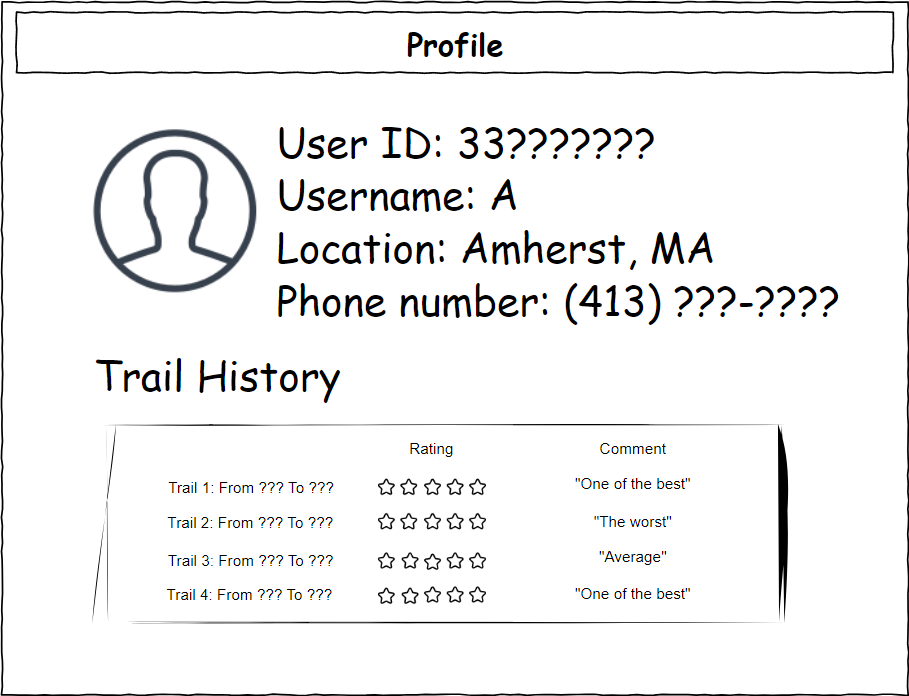 Profile
User ID: 33???????
Username: A
Location: Amherst, MA
Phone number: (413) ???-????
Trail History
Rating Comment
Trail 1: From ??? To ??? "One of the best"
Trail 2: From ??? To ??? "The worst"
Trail 3: From ??? To ??? "Average"
Trail 4: From ??? To ??? "One of the best"